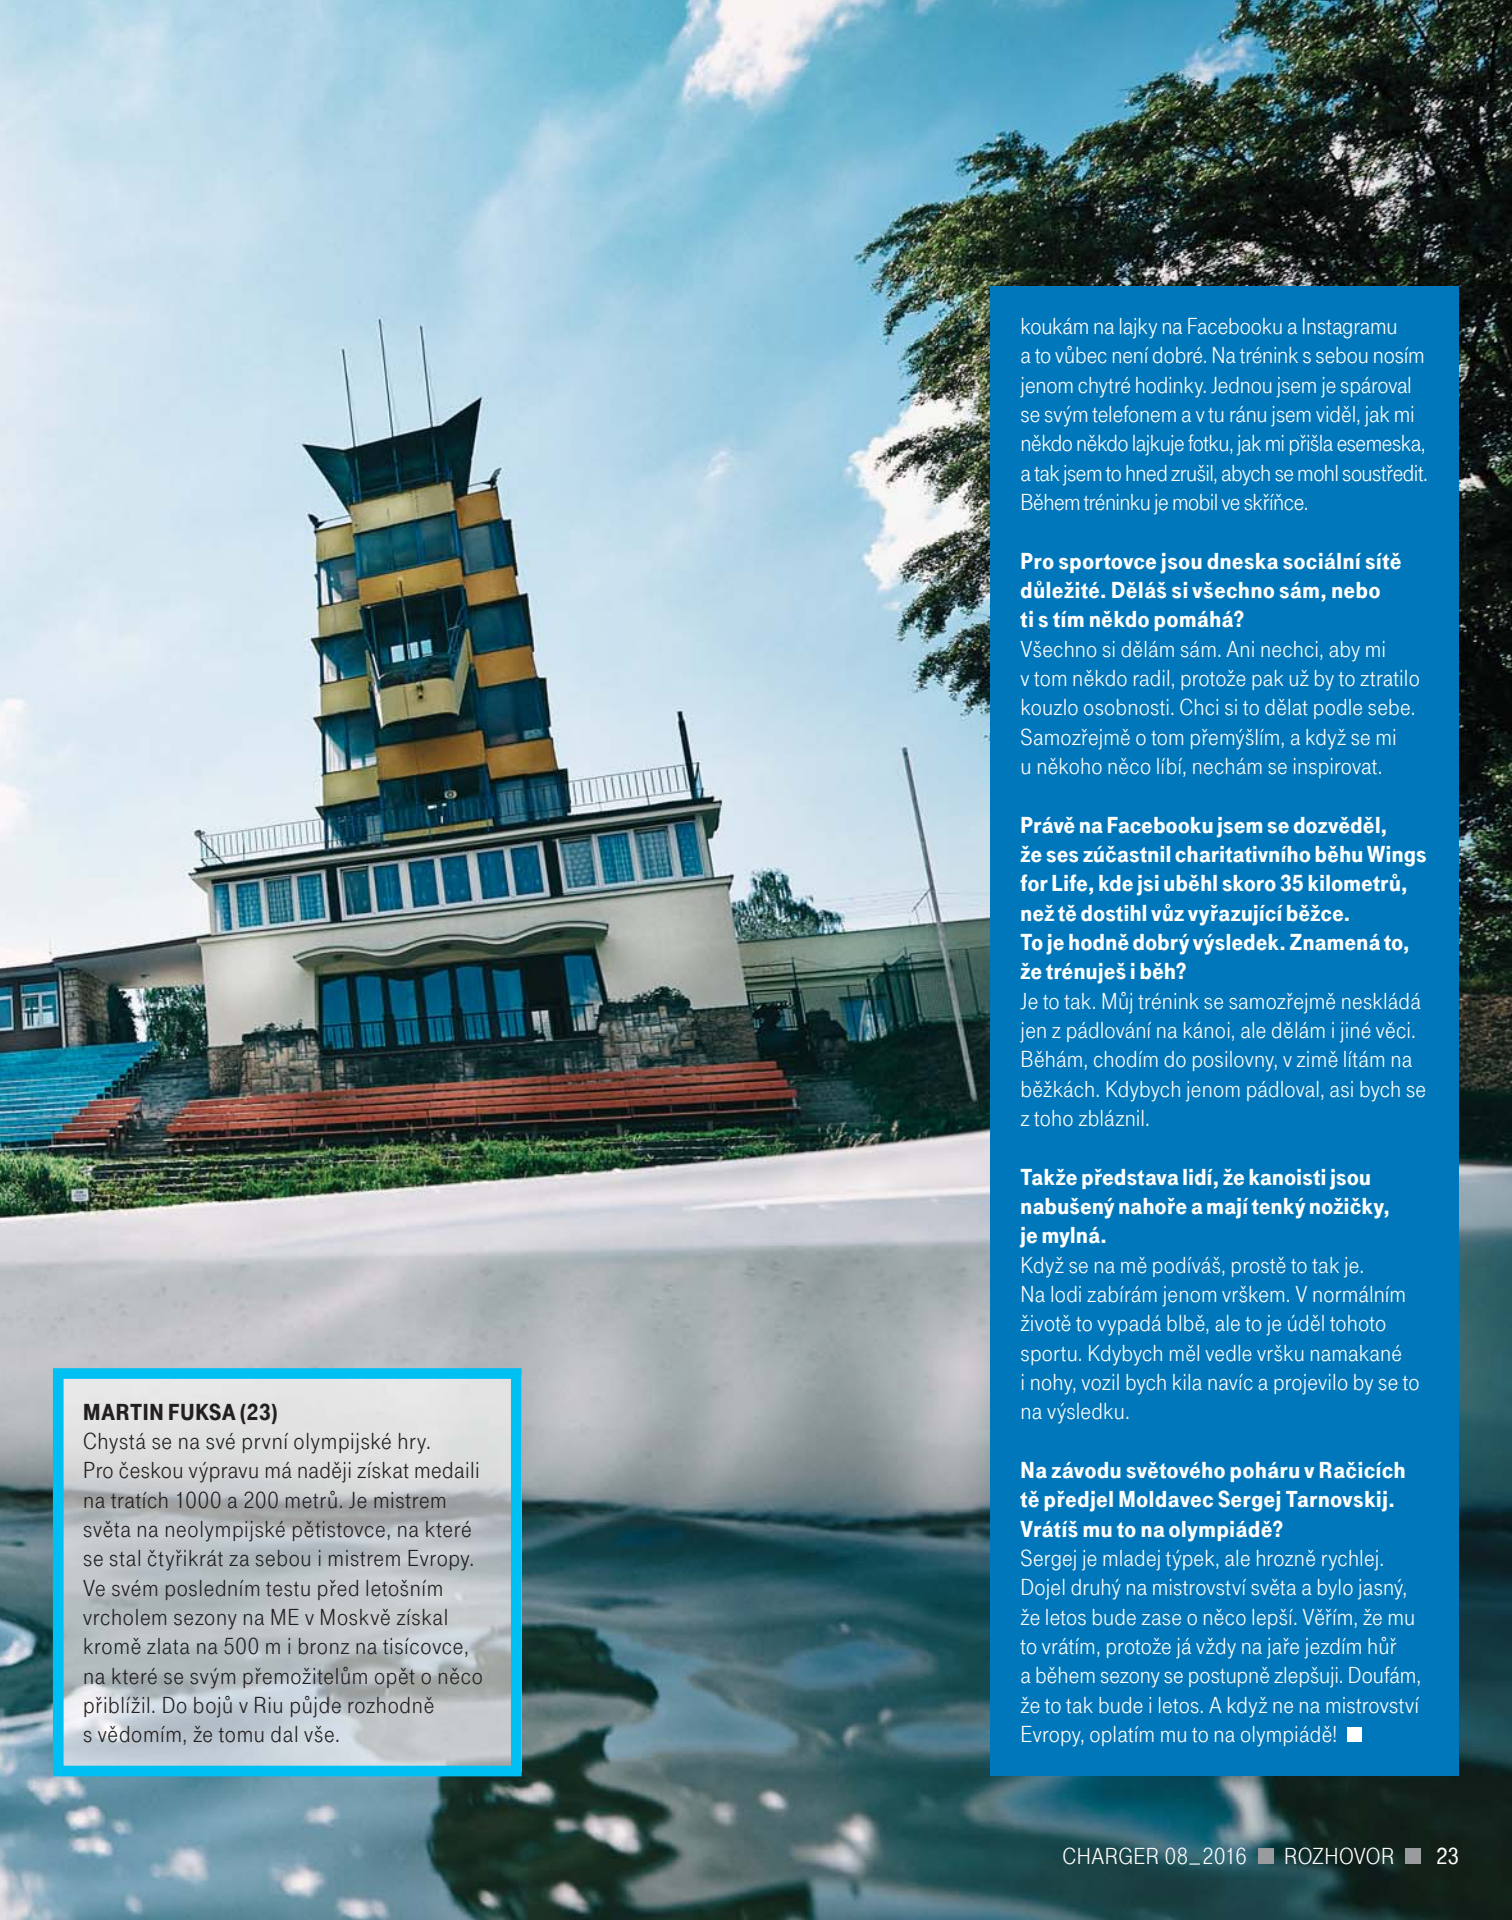 koukám na lajky na Facebooku a Instagramu
a to vůbec není dobré. Na trénink s sebou nosím
jenom chytré hodinky. Jednou jsem je spároval
se svým telefonem a v tu ránu jsem viděl, jak mi
někdo někdo lajkuje fotku, jak mi přišla esemeska,
a tak jsem to hned zrušil, abych se mohl soustředit.
Během tréninku je mobil ve skříňce.
Pro sportovce jsou dneska sociální sítě
důležité. Děláš si všechno sám, nebo
ti s tím někdo pomáhá?
Všechno si dělám sám. Ani nechci, aby mi
v tom někdo radil, protože pak už by to ztratilo
kouzlo osobnosti. Chci si to dělat podle sebe.
Samozřejmě o tom přemýšlím, a když se mi
u někoho něco líbí, nechám se inspirovat.
Právě na Facebooku jsem se dozvěděl,
že ses zúčastnil charitativního běhu Wings
for Life, kde jsi uběhl skoro 35 kilometrů,
než tě dostihl vůz vyřazující běžce.
To je hodně dobrý výsledek. Znamená to,
že trénuješ i běh?
Je to tak. Můj trénink se samozřejmě neskládá
jen z pádlování na kánoi, ale dělám i jiné věci.
Běhám, chodím do posilovny, v zimě lítám na
běžkách. Kdybych jenom pádloval, asi bych se
z toho zbláznil.
Takže představa lidí, že kanoisti jsou
nabušený nahoře a mají tenký nožičky,
je mylná.
Když se na mě podíváš, prostě to tak je.
Na lodi zabírám jenom vrškem. V normálním
životě to vypadá blbě, ale to je úděl tohoto
sportu. Kdybych měl vedle vršku namakané
i nohy, vozil bych kila navíc a projevilo by se to
na výsledku.
Na závodu světového poháru v Račicích
tě předjel Moldavec Sergej Tarnovskij.
Vrátíš mu to na olympiádě?
Sergej je mladej týpek, ale hrozně rychlej.
Dojel druhý na mistrovství světa a bylo jasný,
že letos bude zase o něco lepší. Věřím, že mu
to vrátím, protože já vždy na jaře jezdím hůř
a během sezony se postupně zlepšuji. Doufám,
že to tak bude i letos. A když ne na mistrovství
Evropy, oplatím mu to na olympiádě!
MARTIN FUKSA (23)
Chystá se na své první olympijské hry.
Pro českou výpravu má naději získat medaili
na tratích 1000 a 200 metrů. Je mistrem
světa na neolympijské pětistovce, na které
se stal čtyřikrát za sebou i mistrem Evropy.
Ve svém posledním testu před letošním
vrcholem sezony na ME v Moskvě získal
kromě zlata na 500 m i bronz na tisícovce,
na které se svým přemožitelům opět o něco
přiblížil. Do bojů v Riu půjde rozhodně
s vědomím, že tomu dal vše.
CHARGER 08_2016 ROZHOVOR 23